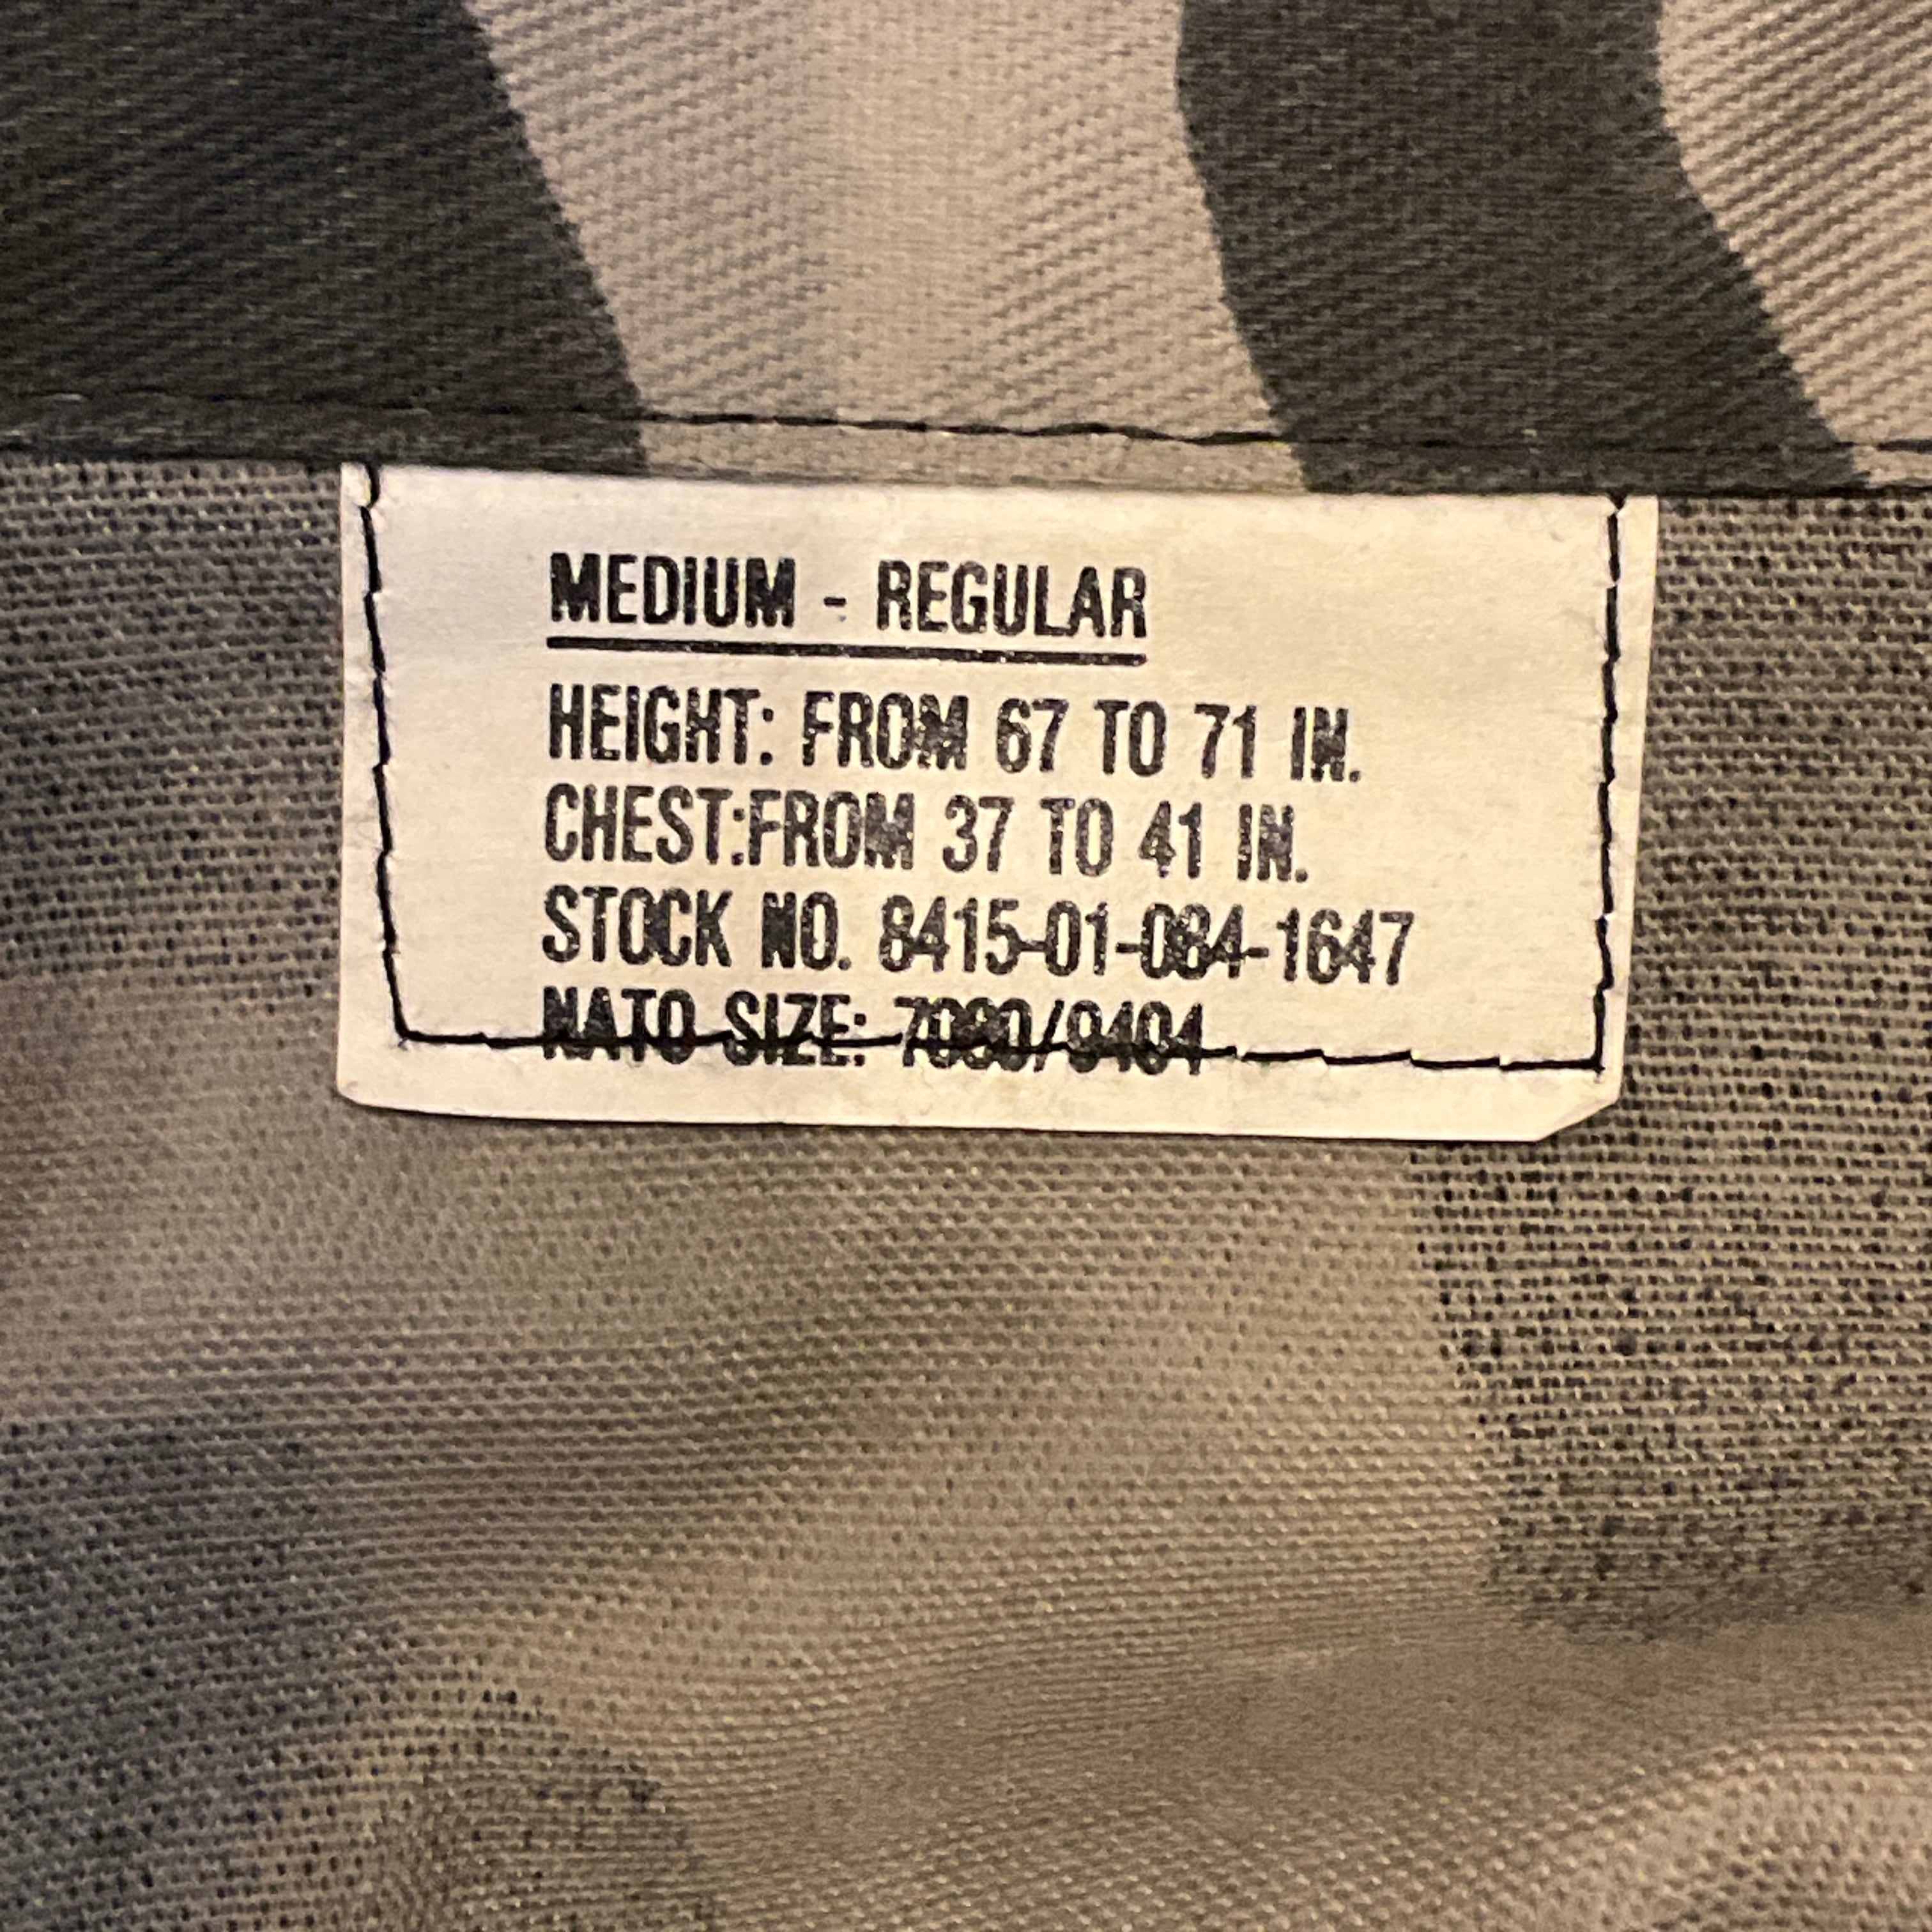 MEDIUM - REGULAR
HEIGHT: FROM 67 TO 71 IN.
CHEST:FROM 37 TO 41 IN.
STOCK NO. 8415-01-084-1647
NATO SIZE: 7080/9404